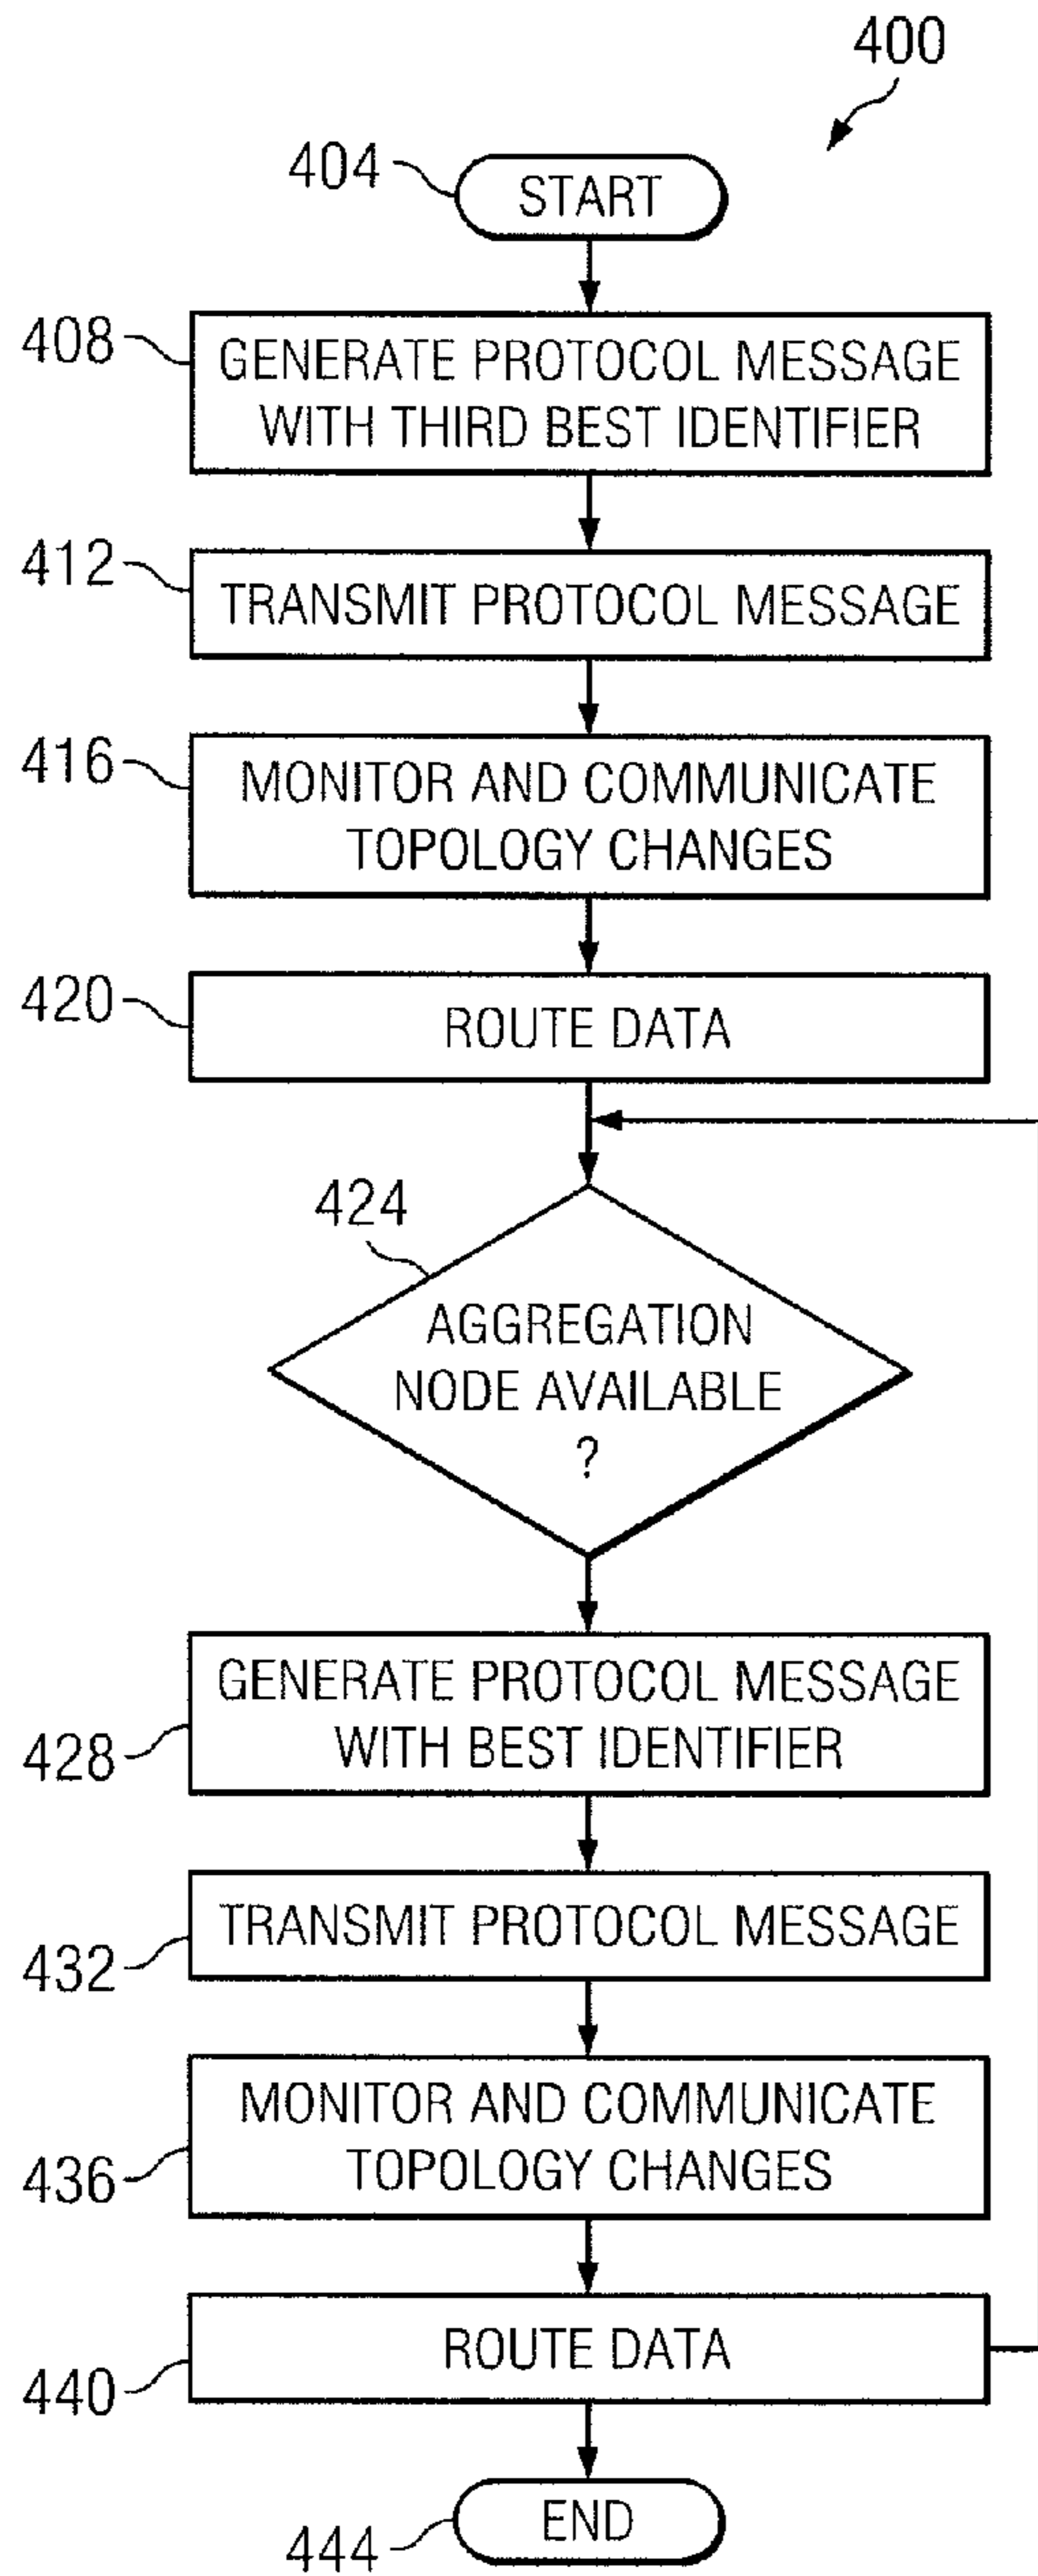 400
404
START
408
GENERATE PROTOCOL MESSAGE
WITH THIRD BEST IDENTIFIER
412
TRANSMIT PROTOCOL MESSAGE
416
MONITOR AND COMMUNICATE
TOPOLOGY CHANGES
420
ROUTE DATA
424
AGGREGATION
NODE AVAILABLE
?
GENERATE PROTOCOL MESSAGE
WITH BEST IDENTIFIER
428
TRANSMIT PROTOCOL MESSAGE
432
MONITOR AND COMMUNICATE
TOPOLOGY CHANGES
436
ROUTE DATA
440
END
444